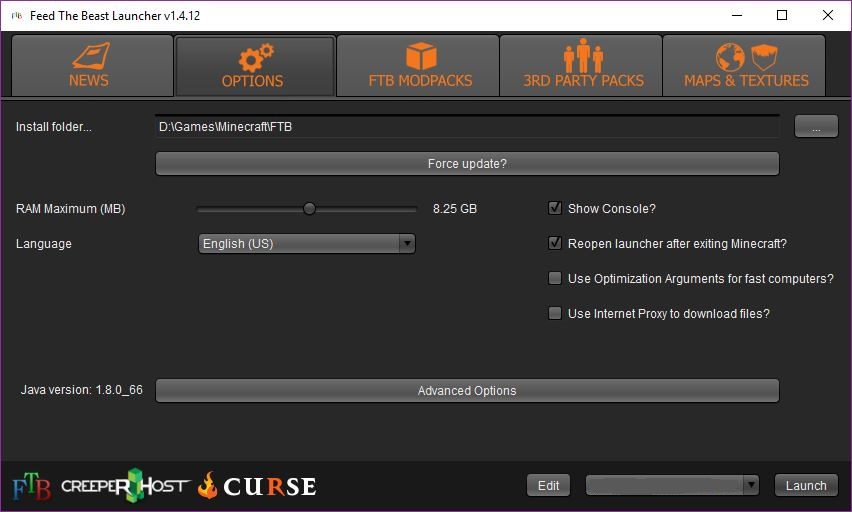 FTB Feed The Beast Launcher v1.4.12
NEWS
OPTIONS
FTB MODPACKS
3RD PARTY PACKS
MAPS & TEXTURES
Install folder...
D:\Games\Minecraft\FTB
...
Force update?
RAM Maximum (MB)
8.25 GB
Show Console?
Language
English (US)
Reopen launcher after exiting Minecraft?
Use Optimization Arguments for fast computers?
Use Internet Proxy to download files?
Java version: 1.8.0_66
Advanced Options
FTB
CREEPERHOST
CURSE
Edit
Launch